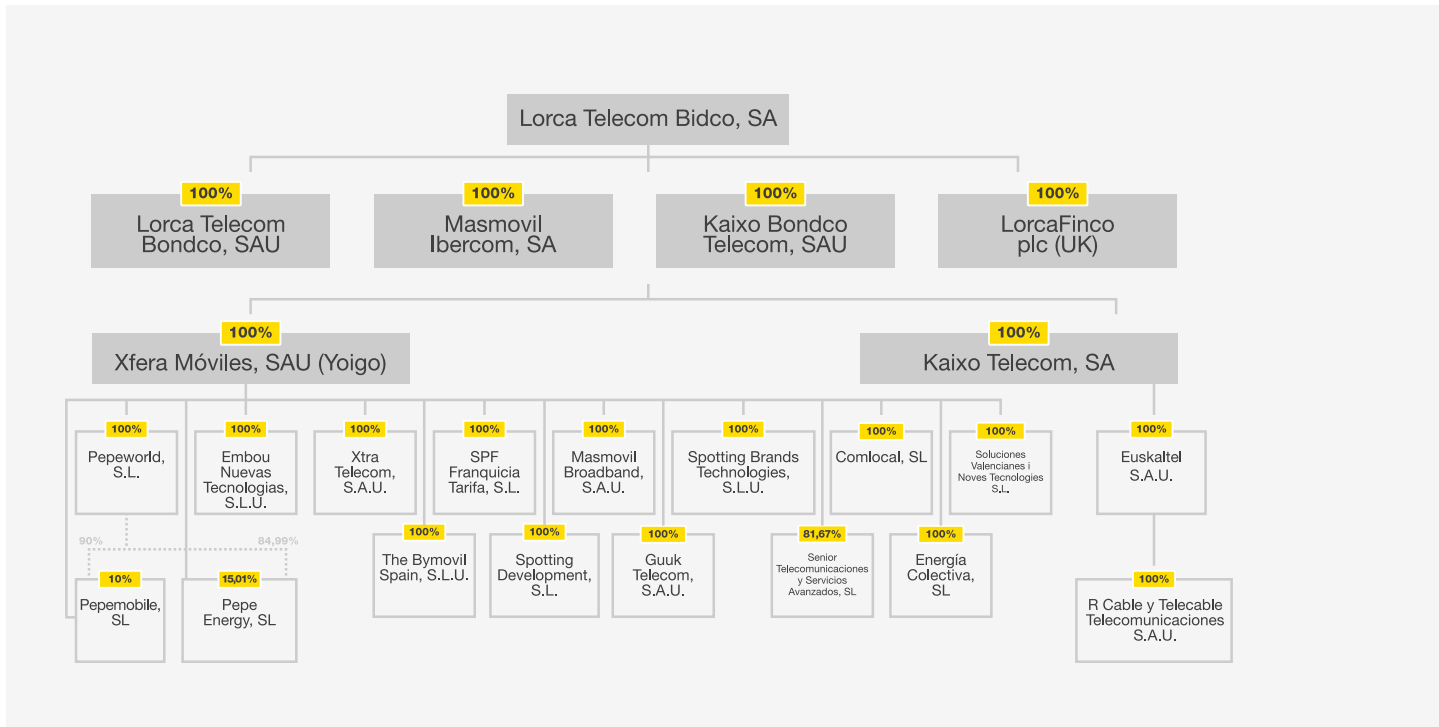 Lorca Telecom Bidco, SA
100%
Lorca Telecom
Bondco, SAU
100%
Masmovil
Ibercom, SA
100%
Kaixo Bondco
Telecom, SAU
100%
LorcaFinco
plc (UK)
100%
Xfera Móviles, SAU (Yoigo)
100%
Kaixo Telecom, SA
100%
Pepeworld,
S.L.
100%
Embou
Nuevas
Tecnologias,
S.L.U.
100%
Xtra
Telecom,
S.A.U.
100%
SPF
Franquicia
Tarifa, S.L.
100%
Masmovil
Broadband,
S.A.U.
100%
Spotting Brands
Technologies,
S.L.U.
100%
Comlocal, SL
100%
Soluciones
Valencianes i
Noves Tecnologies
S.L.
100%
Euskaltel
S.A.U.
90%
84,99%
10%
Pepemobile,
SL
15,01%
Pepe
Energy, SL
100%
The Bymovil
Spain, S.L.U.
100%
Spotting
Development,
S.L.
100%
Guuk
Telecom,
S.A.U.
81,67%
Senior
Telecomunicaciones
y Servicios
Avanzados, SL
100%
Energía
Colectiva,
SL
100%
R Cable y Telecable
Telecomunicaciones
S.A.U.